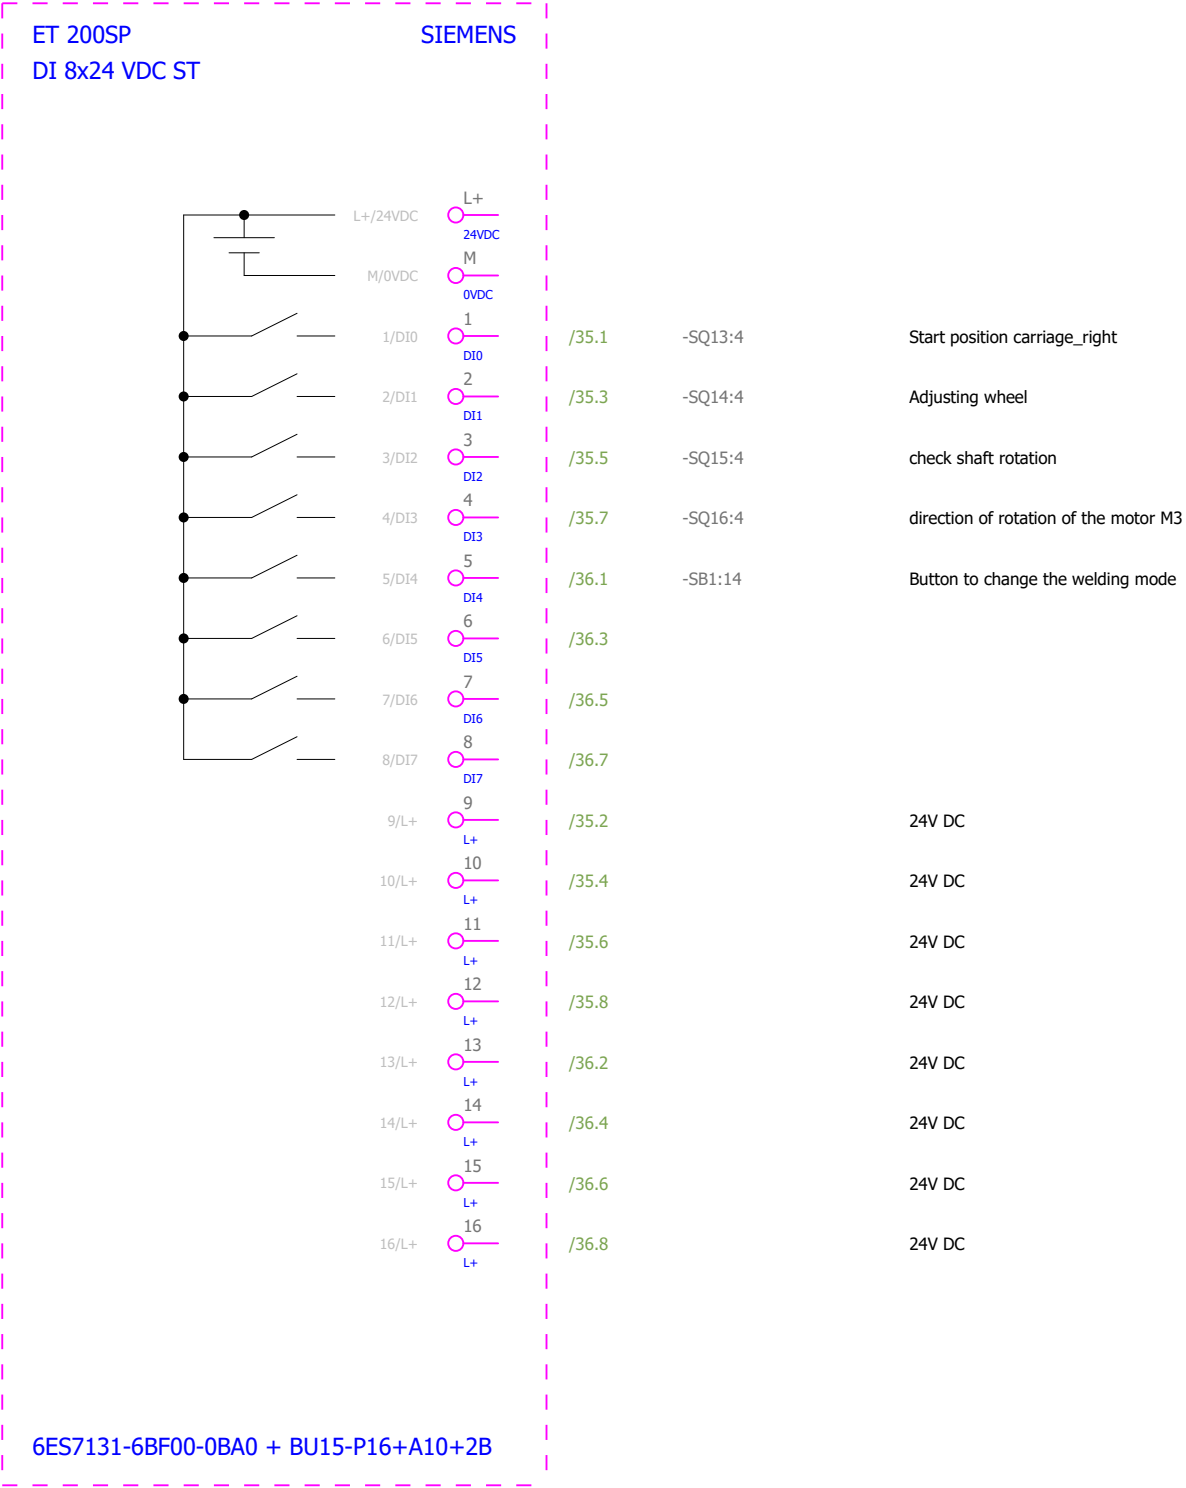 ET 200SP SIEMENS
DI 8x24 VDC ST
L+
L+/24VDC
24VDC
M
M/0VDC
0VDC
1
1/DI0 /35.1 -SQ13:4 Start position carriage_right
DI0
2
2/DI1 /35.3 -SQ14:4 Adjusting wheel
DI1
3
3/DI2 /35.5 -SQ15:4 check shaft rotation
DI2
4
4/DI3 /35.7 -SQ16:4 direction of rotation of the motor M3
DI3
5
5/DI4 /36.1 -SB1:14 Button to change the welding mode
DI4
6
6/DI5 /36.3
DI5
7
7/DI6 /36.5
DI6
8
8/DI7 /36.7
DI7
9
9/L+ /35.2 24V DC
L+
10
10/L+ /35.4 24V DC
L+
11
11/L+ /35.6 24V DC
L+
12
12/L+ /35.8 24V DC
L+
13
13/L+ /36.2 24V DC
L+
14
14/L+ /36.4 24V DC
L+
15
15/L+ /36.6 24V DC
L+
16
16/L+ /36.8 24V DC
L+
6ES7131-6BF00-0BA0 + BU15-P16+A10+2B